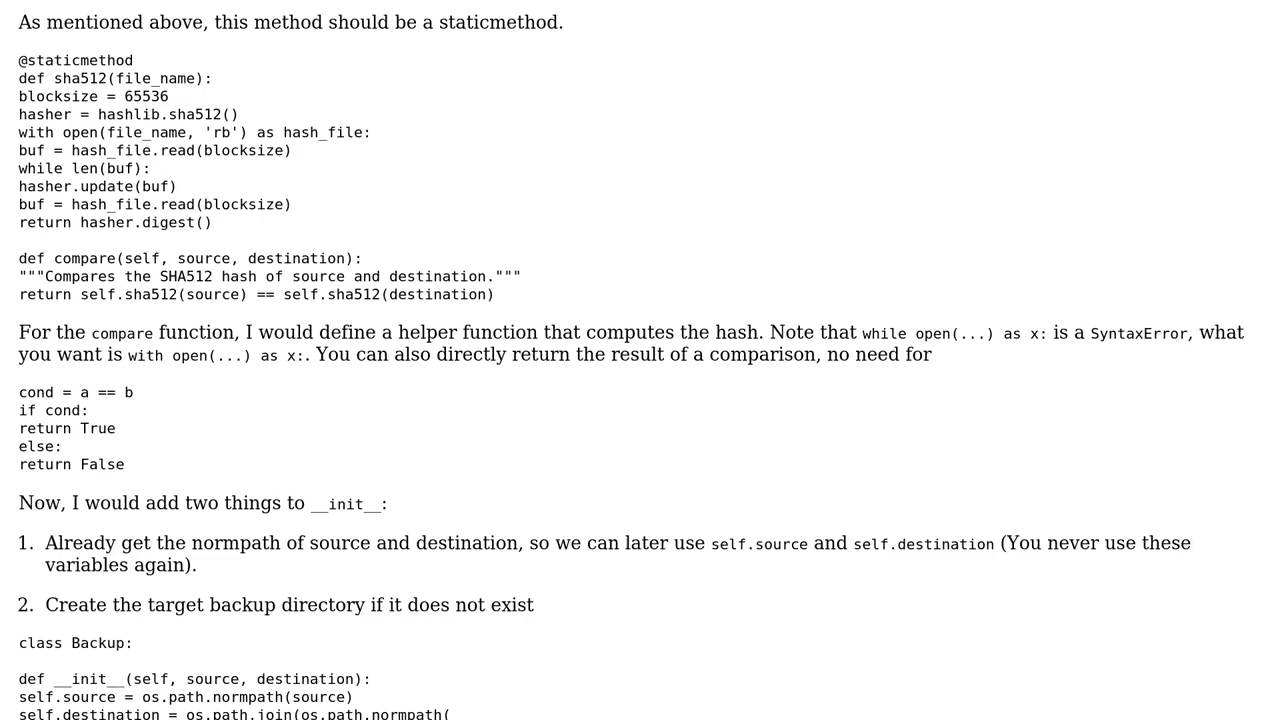 As mentioned above, this method should be a staticmethod.
@staticmethod
def sha512(file_name):
blocksize = 65536
hasher = hashlib.sha512()
with open(file_name, 'rb') as hash_file:
buf = hash_file.read(blocksize)
while len(buf):
hasher.update(buf)
buf = hash_file.read(blocksize)
return hasher.digest()
def compare(self, source, destination):
"""Compares the SHA512 hash of source and destination."""
return self.sha512(source) == self.sha512(destination)
For the compare function, I would define a helper function that computes the hash. Note that while open(...) as x: is a SyntaxError, what
you want is with open(...) as x:. You can also directly return the result of a comparison, no need for
cond = a == b
if cond:
return True
else:
return False
Now, I would add two things to __init__:
1. Already get the normpath of source and destination, so we can later use self.source and self.destination (You never use these
variables again).
2. Create the target backup directory if it does not exist
class Backup:
def __init__(self, source, destination):
self.source = os.path.normpath(source)
self.destination = os.path.join(os.path.normpath(